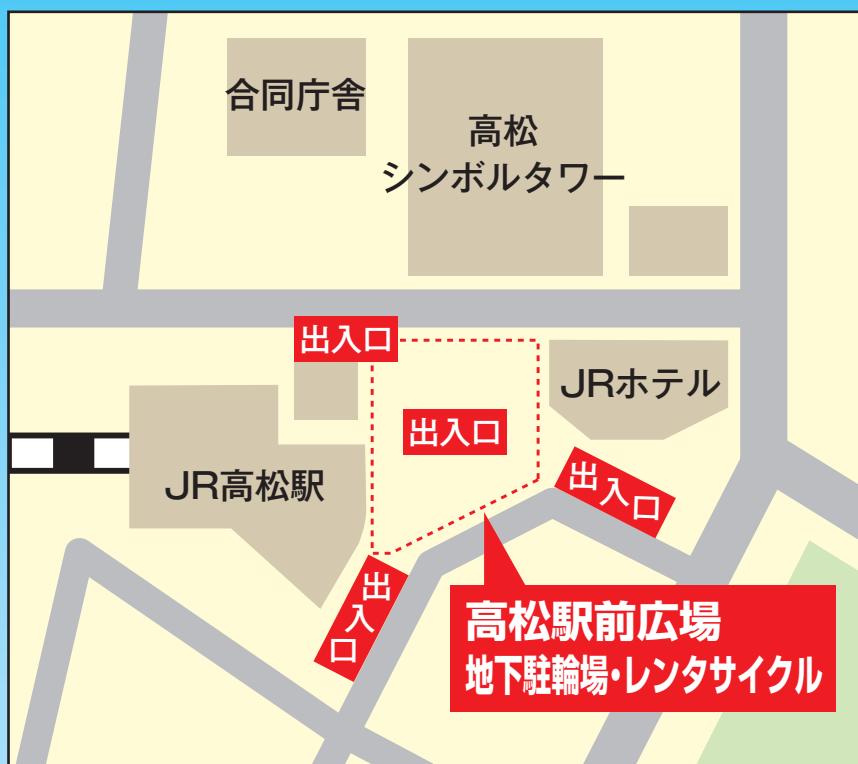 合同庁舎
高松
シンボルタワー
出入口
JRホテル
出入口
JR高松駅
出入口
出入口
高松駅前広場
地下駐輪場・レンタサイクル